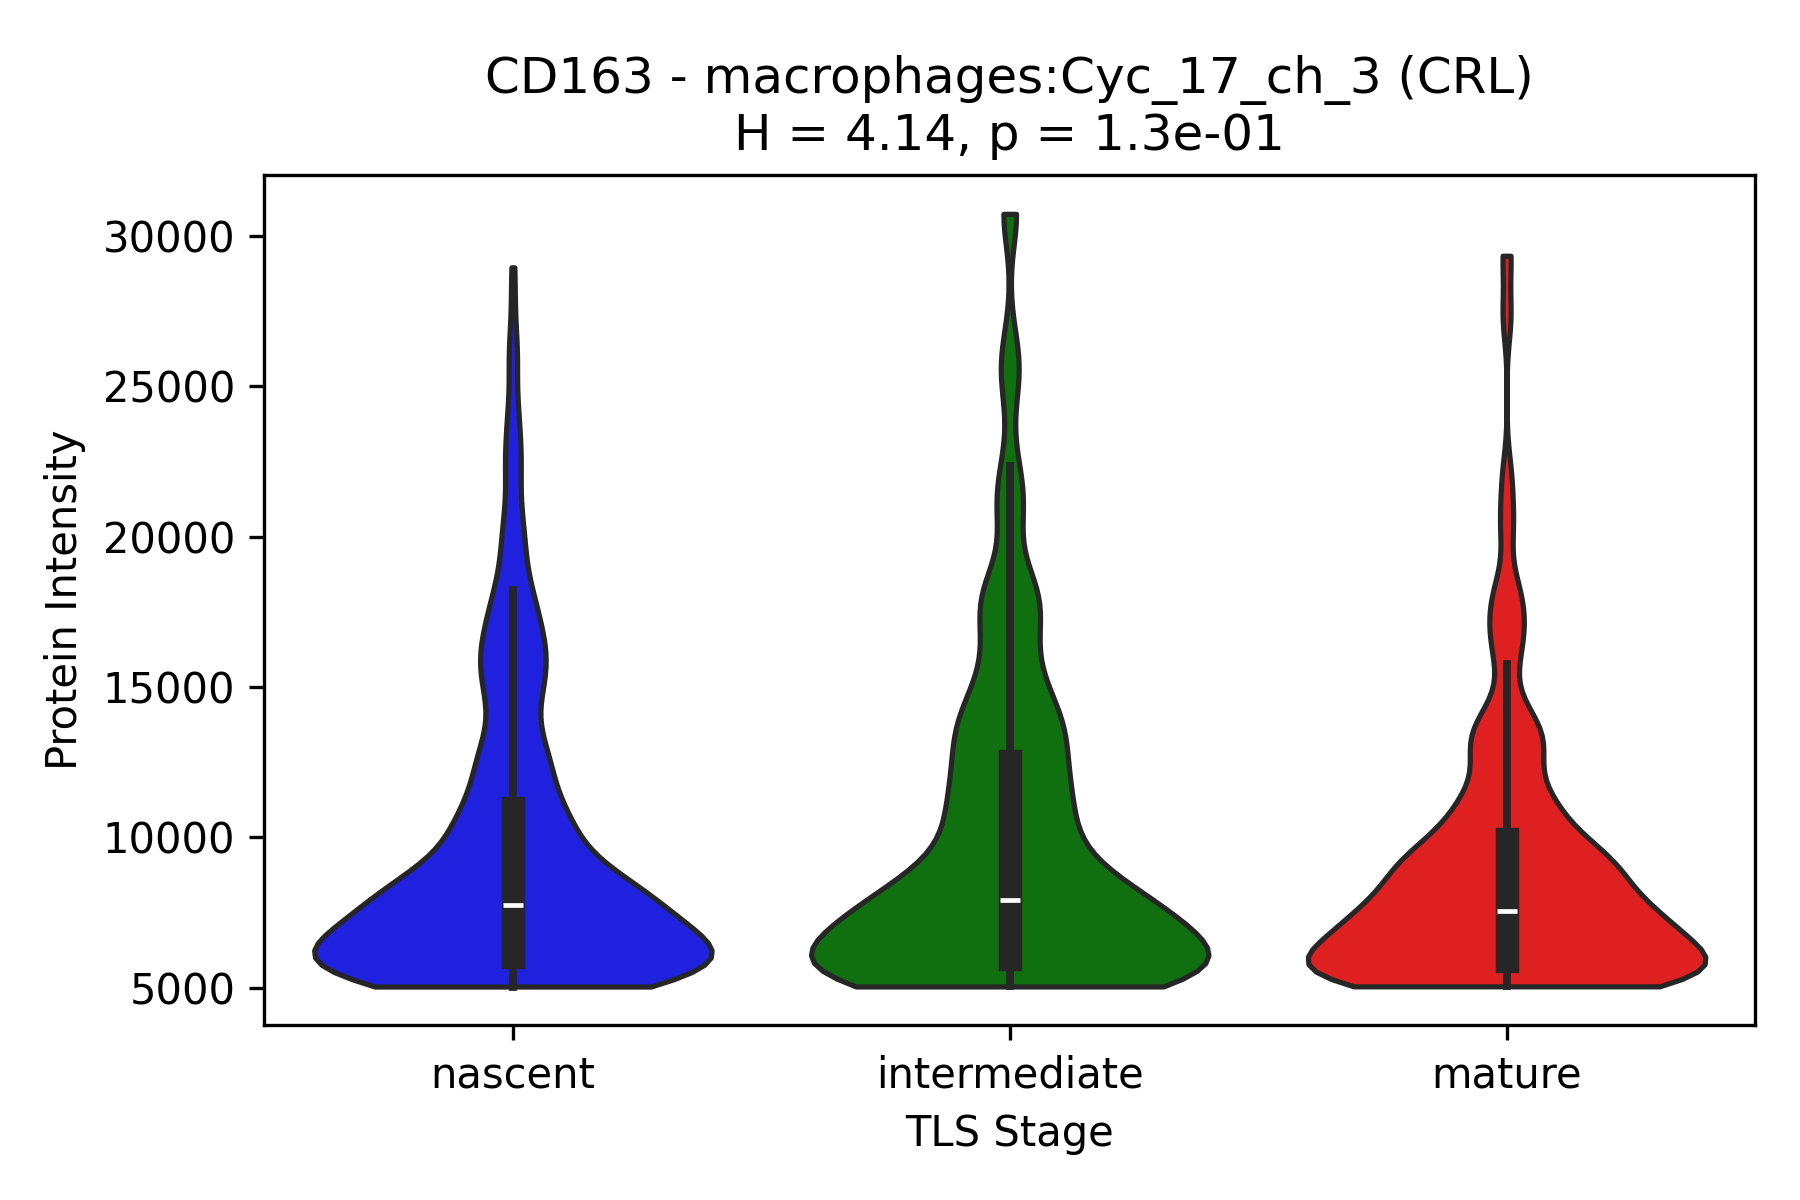 CD163 - macrophages:Cyc_17_ch_3 (CRL)
H = 4.14, p = 1.3e-01
Protein Intensity
30000
25000
20000
15000
10000
5000
nascent
intermediate
mature
TLS Stage